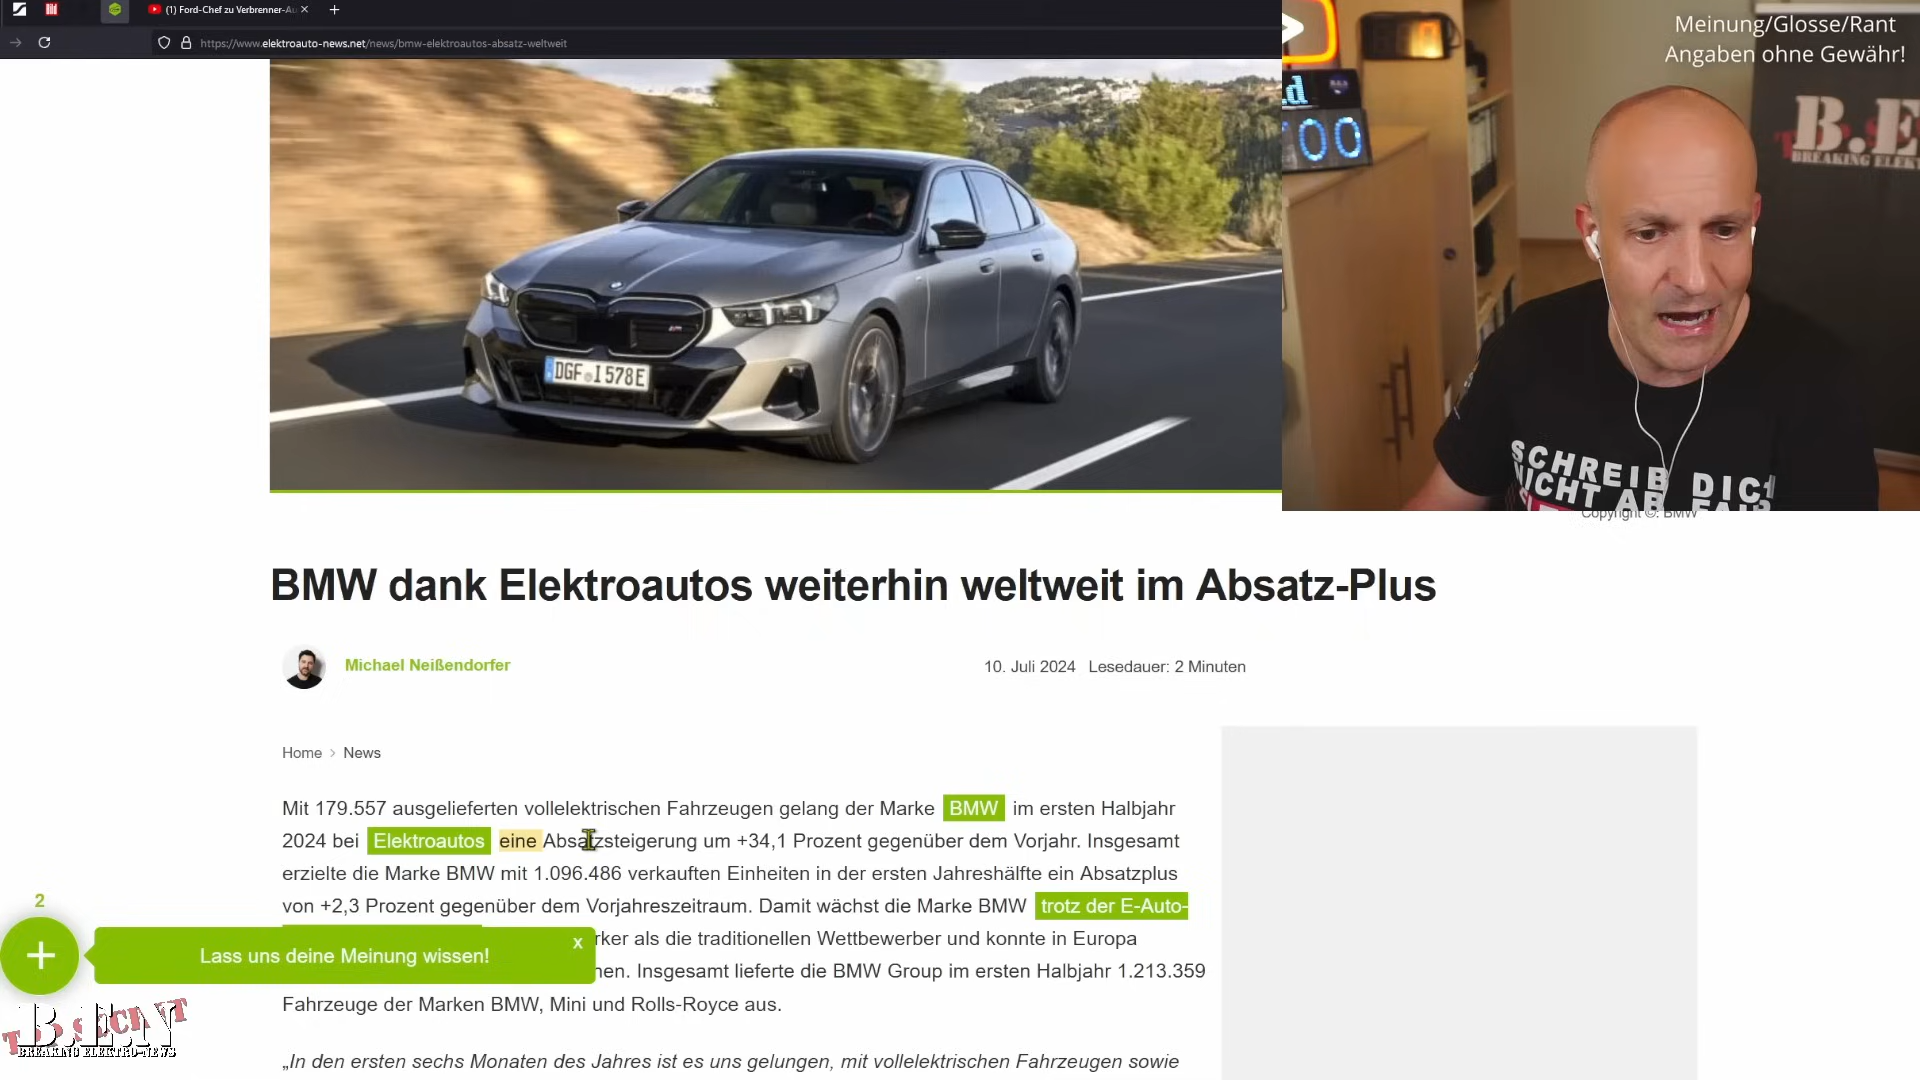 (1) Ford-Chef zu Verbrenner-Au
https://www.elektroauto-news.net/news/bmw-elektroautos-absatz-weltweit
Meinung/Glosse/Rant
Angaben ohne Gewähr!
00
B.E
BREAKING ELEKT
DGF I 578E
SCHREIB DICH
NICHT AB
Copyright ©: BMW
BMW dank Elektroautos weiterhin weltweit im Absatz-Plus
Michael Neißendorfer
10. Juli 2024 Lesedauer: 2 Minuten
Home > News
Mit 179.557 ausgelieferten vollelektrischen Fahrzeugen gelang der Marke BMW im ersten Halbjahr
2024 bei Elektroautos eine Absatzsteigerung um +34,1 Prozent gegenüber dem Vorjahr. Insgesamt
erzielte die Marke BMW mit 1.096.486 verkauften Einheiten in der ersten Jahreshälfte ein Absatzplus
von +2,3 Prozent gegenüber dem Vorjahreszeitraum. Damit wächst die Marke BMW trotz der E-Auto-
rker als die traditionellen Wettbewerber und konnte in Europa
nen. Insgesamt lieferte die BMW Group im ersten Halbjahr 1.213.359
Fahrzeuge der Marken BMW, Mini und Rolls-Royce aus.
„In den ersten sechs Monaten des Jahres ist es uns gelungen, mit vollelektrischen Fahrzeugen sowie
2
Lass uns deine Meinung wissen!
x
B.E.N
BREAKING ELEKTRO-NEWS